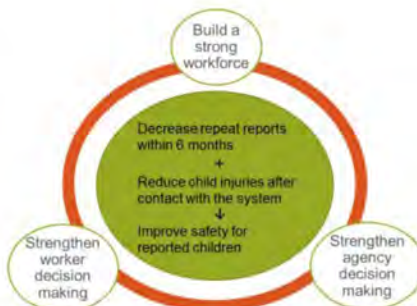 Build a
strong
workforce
Decrease repeat reports
within 6 months
+
Reduce child injuries after
contact with the system
↓
Improve safety for
reported children
Strengthen
worker
decision
making
Strengthen
agency
decision
making